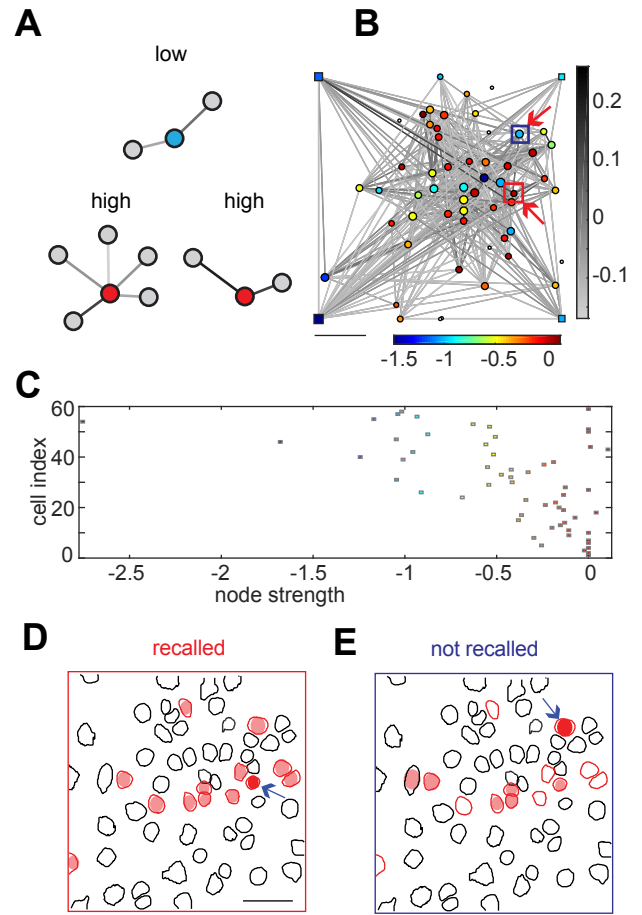 A
B
low
high
high
0.2
0.1
0
-0.1
-1.5
-1
-0.5
0
C
60
40
20
0
cell index
-2.5
-2
-1.5
-1
-0.5
0
node strength
D
recalled
E
not recalled